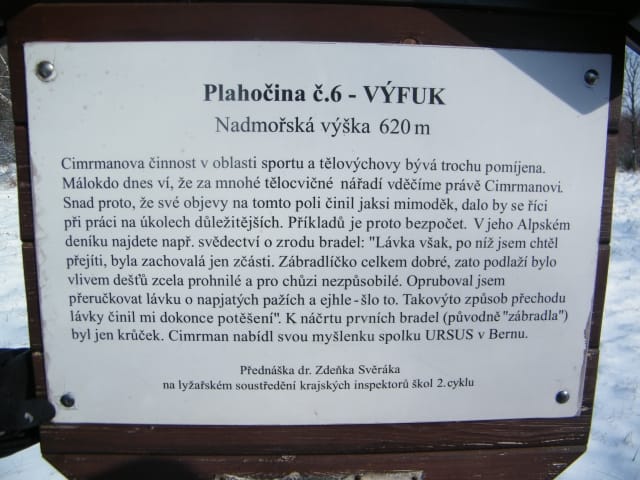 Plahočina č.6 - VÝFUK
Nadmořská výška 620 m
Cimrmanova činnost v oblasti sportu a tělovýchovy bývá trochu pomíjena.
Málokdo dnes ví, že za mnohé tělocvičné nářadí vděčíme právě Cimrmanovi.
Snad proto, že své objevy na tomto poli činil jaksi mimoděk, dalo by se říci
při práci na úkolech důležitějších. Příkladů je proto bezpočet. V jeho Alpském
deníku najdete např. svědectví o zrodu bradel: "Lávka však, po níž jsem chtěl
přejíti, byla zachovalá jen zčásti. Zábradlíčko celkem dobré, zato podlaží bylo
vlivem dešťů zcela prohnilé a pro chůzi nezpůsobilé. Oproboval jsem
přeručkovat lávku o napjatých pažích a ejhle - šlo to. Takovýto způsob přechodu
lávky činil mi dokonce potěšení". K náčrtu prvních bradel (původně "zábradla")
byl jen krůček. Cimrman nabídl svou myšlenku spolku URSUS v Bernu.
Přednáška dr. Zdeňka Svěráka
na lyžařském soustředění krajských inspektorů škol 2. cyklu